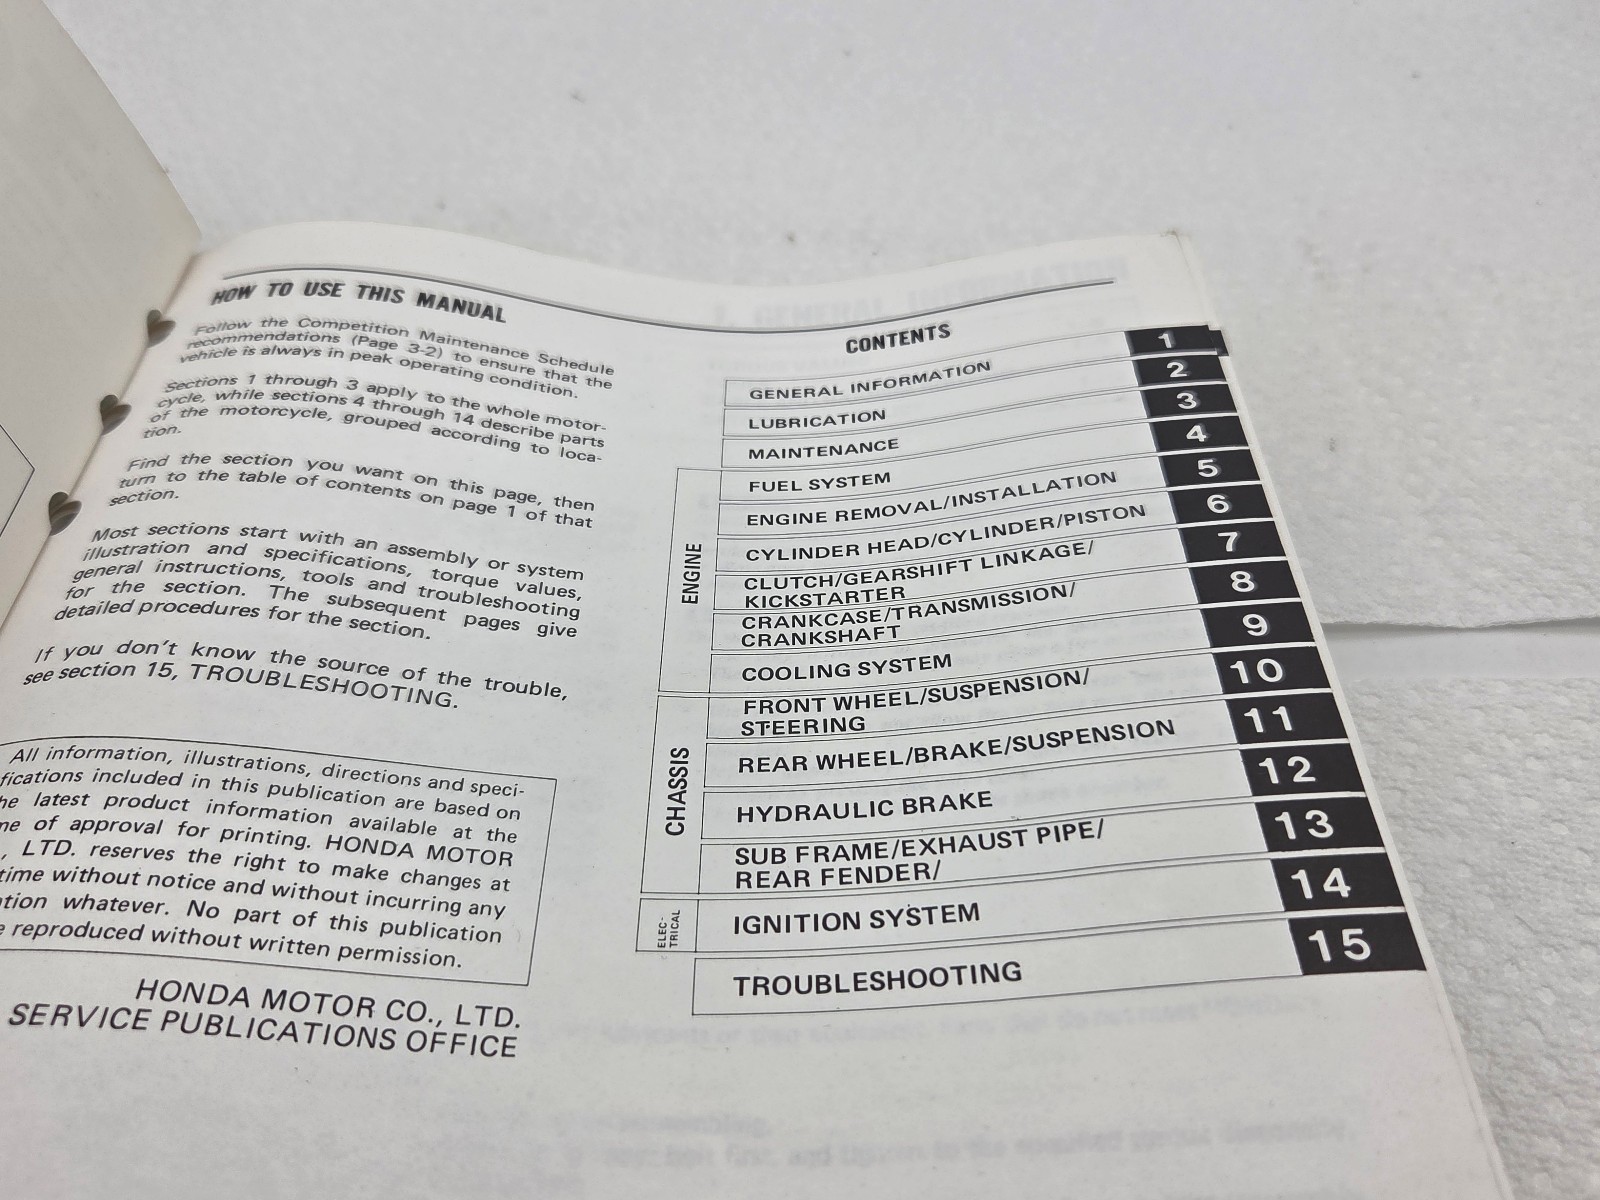 HOW TO USE THIS MANUAL
Follow the Competition Maintenance Schedule
recommendations (Page 3-2) to ensure that the
vehicle is always in peak operating condition.
Sections 1 through 3 apply to the whole motor-
cycle, while sections 4 through 14 describe parts
of the motorcycle, grouped according to loca-
tion.
Find the section you want on this page, then
turn to the table of contents on page 1 of that
section.
Most sections start with an assembly or system
illustration and specifications, torque values,
general instructions, tools and troubleshooting
for the section. The subsequent pages give
detailed procedures for the section.
If you don't know the source of the trouble,
see section 15, TROUBLESHOOTING.
All information, illustrations, directions and speci-
fications included in this publication are based on
latest product information available at the
of approval for printing. HONDA MOTOR
, LTD. reserves the right to make changes at
time without notice and without incurring any
whatever. No part of this publication
reproduced without written permission.
HONDA MOTOR CO., LTD.
SERVICE PUBLICATIONS OFFICE
CONTENTS
GENERAL INFORMATION 1
LUBRICATION 2
MAINTENANCE 3
ENGINE
FUEL SYSTEM 4
ENGINE REMOVAL/INSTALLATION 5
CYLINDER HEAD/CYLINDER/PISTON 6
CLUTCH/GEARSHIFT LINKAGE/
KICKSTARTER 7
CRANKCASE/TRANSMISSION/
CRANKSHAFT 8
COOLING SYSTEM 9
CHASSIS
FRONT WHEEL/SUSPENSION/
STEERING 10
REAR WHEEL/BRAKE/SUSPENSION 11
HYDRAULIC BRAKE 12
SUB FRAME/EXHAUST PIPE/
REAR FENDER/ 13
ELEC-
TRICAL
IGNITION SYSTEM 14
TROUBLESHOOTING 15